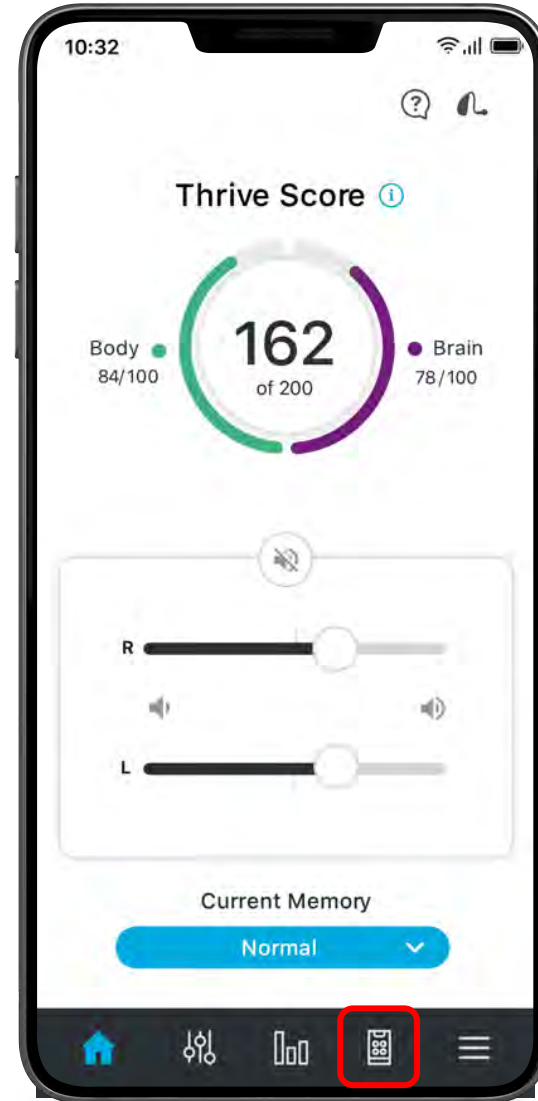 10:32
Thrive Score
162
of 200
Body
84/100
Brain
78/100
R
L
Current Memory
Normal